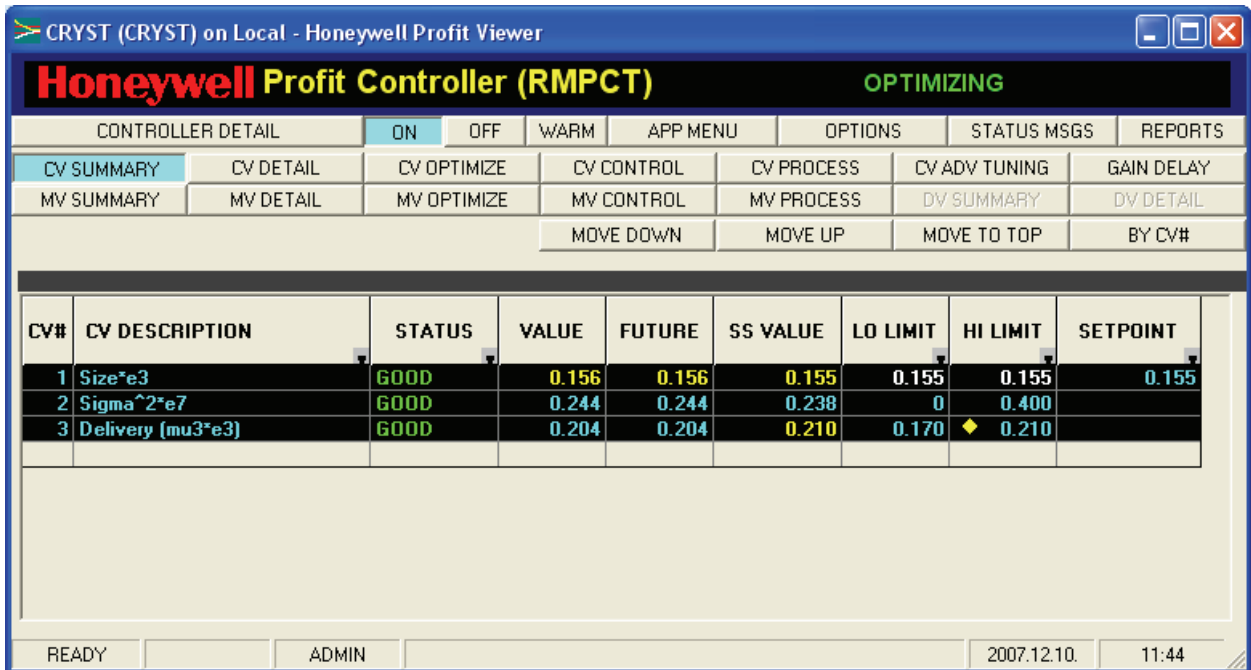 CRYST (CRYST) on Local - Honeywell Profit Viewer
Honeywell Profit Controller (RMPCT) OPTIMIZING
CONTROLLER DETAIL ON OFF WARM APP MENU OPTIONS STATUS MSGS REPORTS
CV SUMMARY CV DETAIL CV OPTIMIZE CV CONTROL CV PROCESS CV ADV TUNING GAIN DELAY
MV SUMMARY MV DETAIL MV OPTIMIZE MV CONTROL MV PROCESS DV SUMMARY DV DETAIL
MOVE DOWN MOVE UP MOVE TO TOP BY CV#
CV# CV DESCRIPTION STATUS VALUE FUTURE SS VALUE LO LIMIT HI LIMIT SETPOINT
1 Size*e3 GOOD 0.156 0.156 0.155 0.155 0.155 0.155
2 Sigma^2*e7 GOOD 0.244 0.244 0.238 0 0.400
3 Delivery (mu3*e3) GOOD 0.204 0.204 0.210 0.170 0.210
READY ADMIN 2007.12.10. 11:44